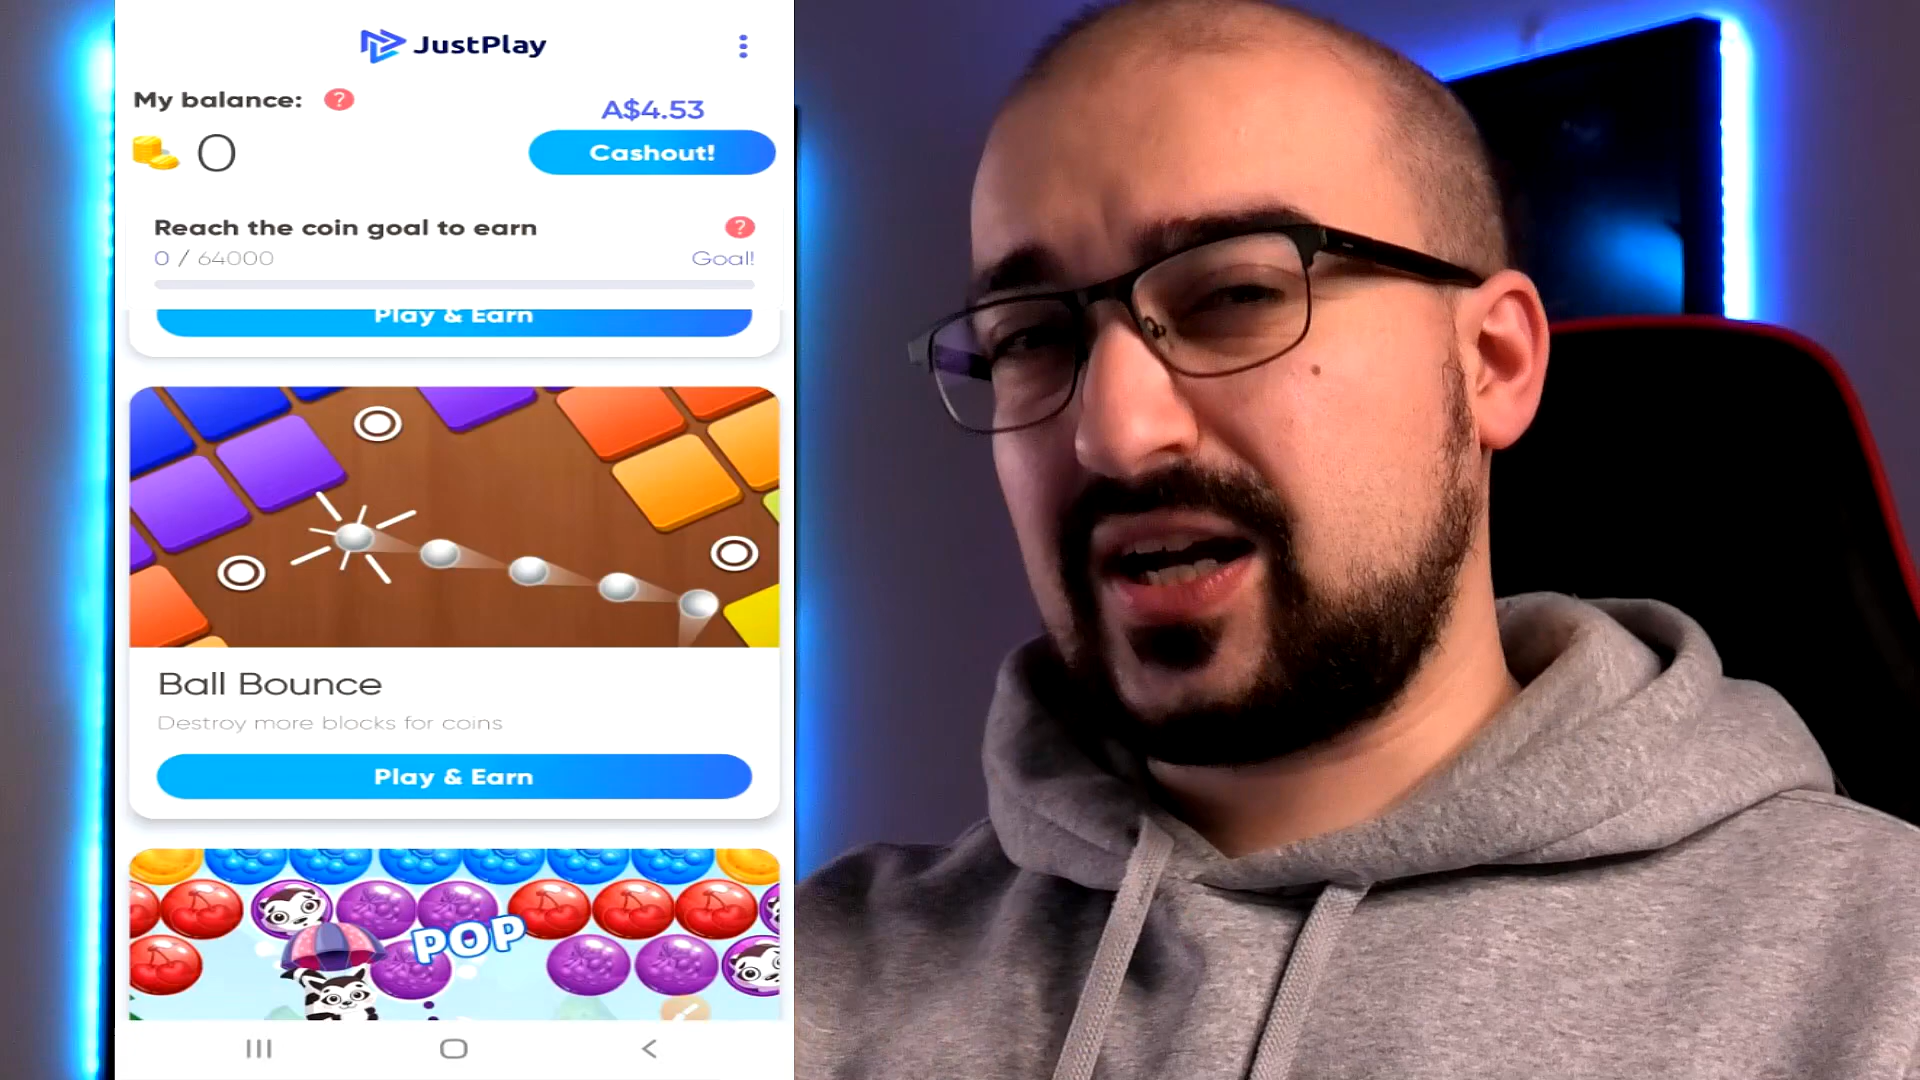 JustPlay
My balance: ?
A$4.53
0
Cashout!
Reach the coin goal to earn ?
0 / 64000 Goal!
Play & Earn
Ball Bounce
Destroy more blocks for coins
Play & Earn
POP